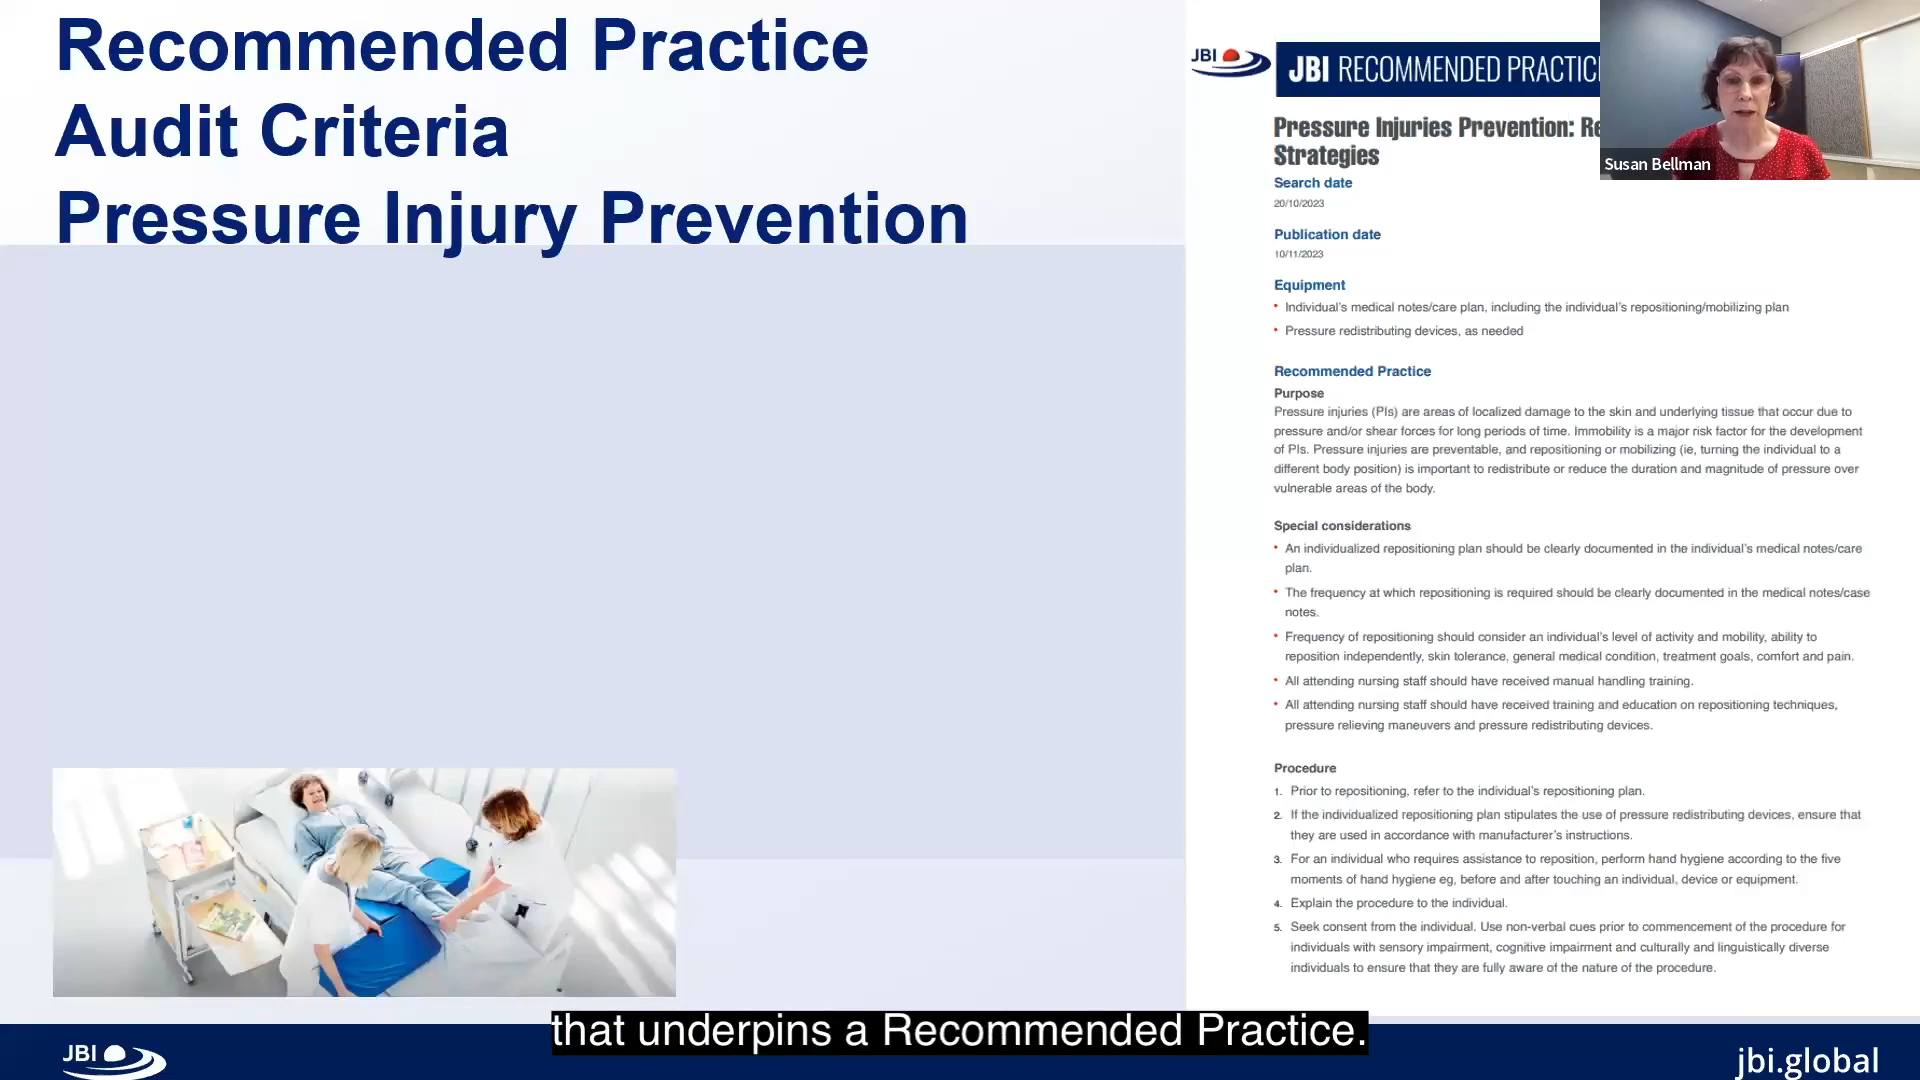 Recommended Practice
Audit Criteria
Pressure Injury Prevention
JBI
JBI RECOMMENDED PRACTIC
Pressure Injuries Prevention: Re
Strategies
Susan Bellman
Search date
20/10/2023
Publication date
10/11/2023
Equipment
• Individual's medical notes/care plan, including the individual's repositioning/mobilizing plan
• Pressure redistributing devices, as needed
Recommended Practice
Purpose
Pressure injuries (PIs) are areas of localized damage to the skin and underlying tissue that occur due to
pressure and/or shear forces for long periods of time. Immobility is a major risk factor for the development
of PIs. Pressure injuries are preventable, and repositioning or mobilizing (ie, turning the individual to a
different body position) is important to redistribute or reduce the duration and magnitude of pressure over
vulnerable areas of the body.
Special considerations
• An individualized repositioning plan should be clearly documented in the individual's medical notes/care
plan.
• The frequency at which repositioning is required should be clearly documented in the medical notes/case
notes.
• Frequency of repositioning should consider an individual's level of activity and mobility, ability to
reposition independently, skin tolerance, general medical condition, treatment goals, comfort and pain.
• All attending nursing staff should have received manual handling training.
• All attending nursing staff should have received training and education on repositioning techniques,
pressure relieving maneuvers and pressure redistributing devices.
Procedure
1. Prior to repositioning, refer to the individual's repositioning plan.
2. If the individualized repositioning plan stipulates the use of pressure redistributing devices, ensure that
they are used in accordance with manufacturer's instructions.
3. For an individual who requires assistance to reposition, perform hand hygiene according to the five
moments of hand hygiene eg, before and after touching an individual, device or equipment.
4. Explain the procedure to the individual.
5. Seek consent from the individual. Use non-verbal cues prior to commencement of the procedure for
individuals with sensory impairment, cognitive impairment and culturally and linguistically diverse
individuals to ensure that they are fully aware of the nature of the procedure.
that underpins a Recommended Practice.
JBI
jbi.global